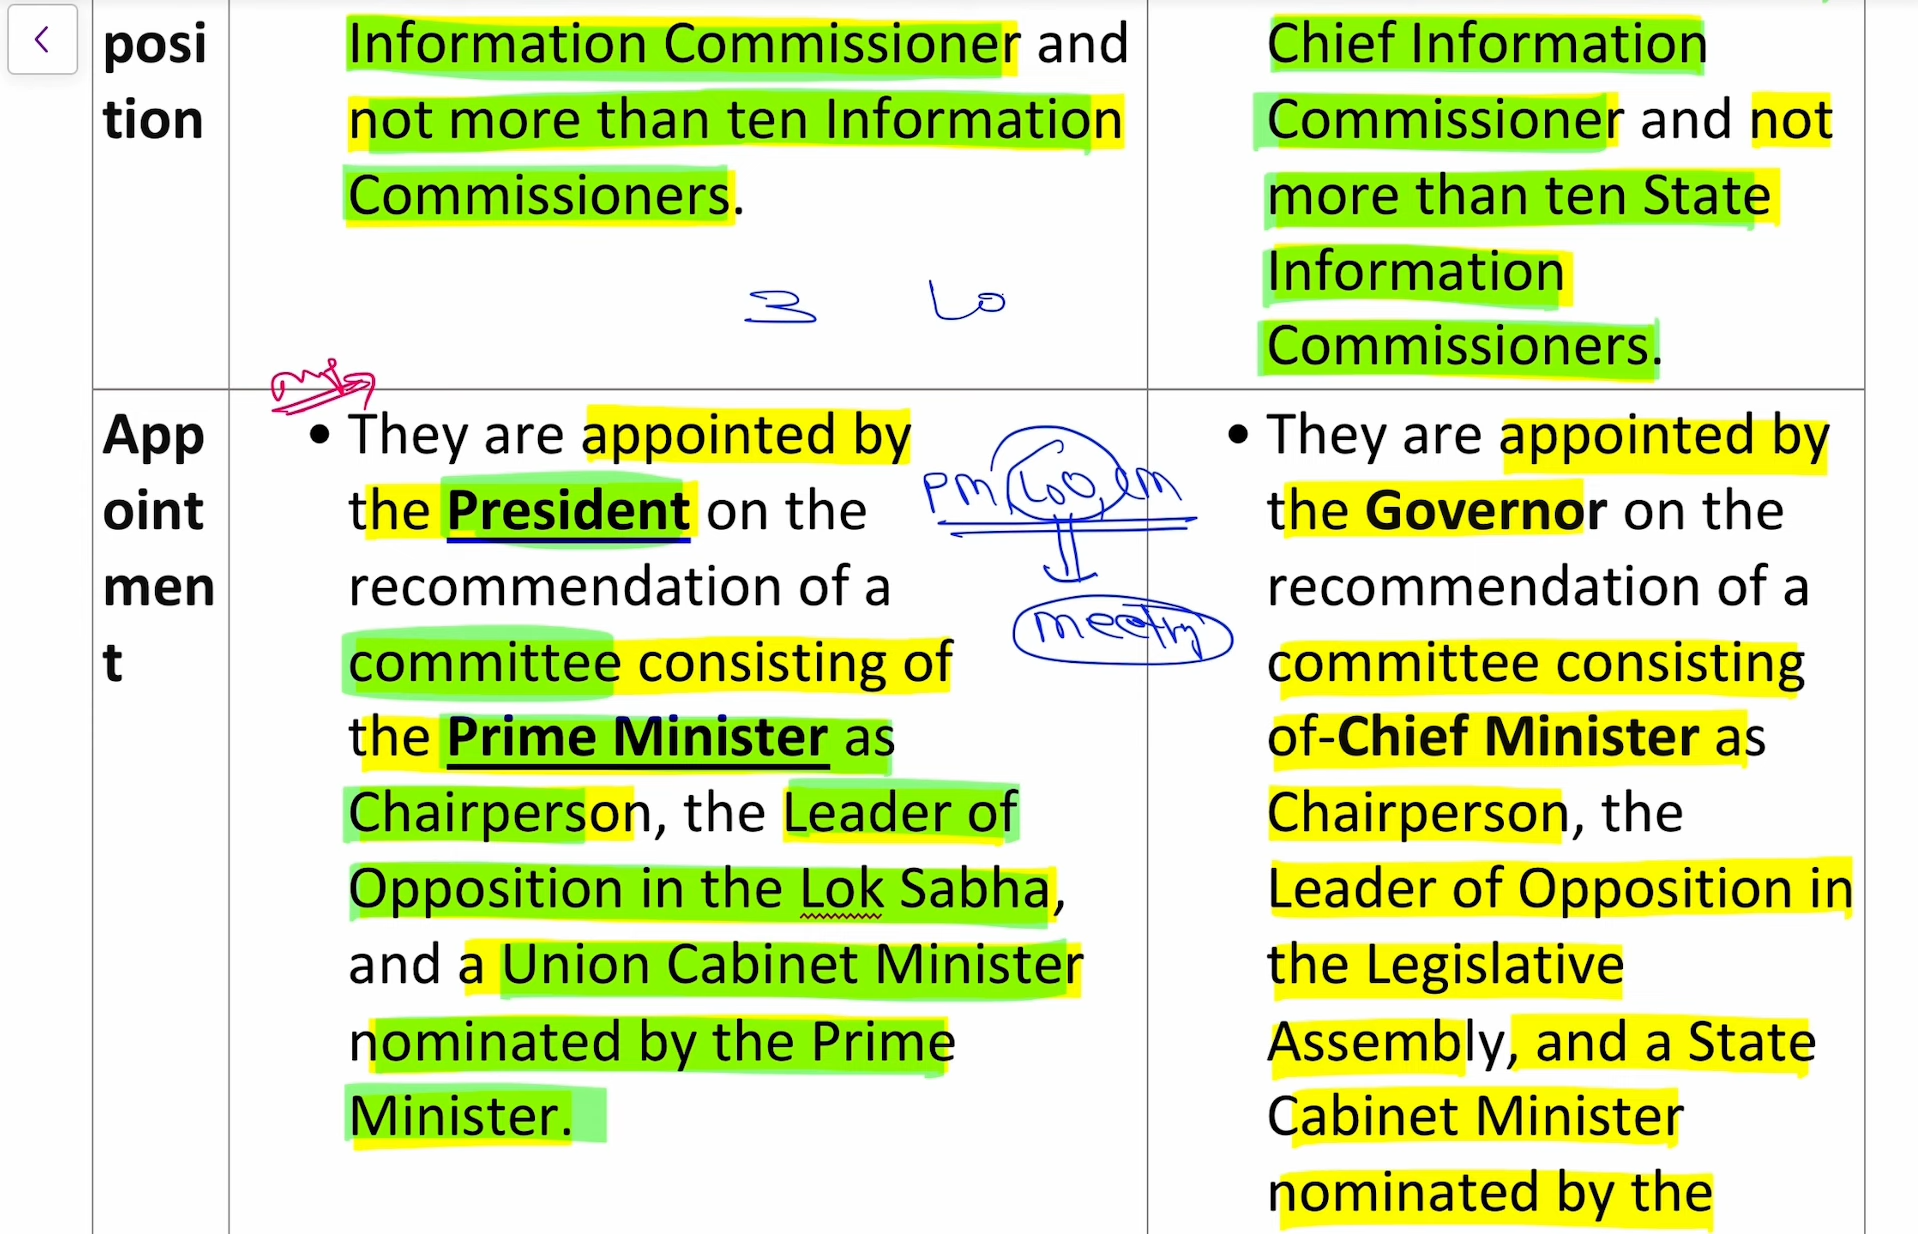 posi
tion
Information Commissioner and
not more than ten Information
Commissioners.
Chief Information
Commissioner and not
more than ten State
Information
Commissioners.
3
App
oint
men
t
• They are appointed by
the President on the
recommendation of a
committee consisting of
the Prime Minister as
Chairperson, the Leader of
Opposition in the Lok Sabha,
and a Union Cabinet Minister
nominated by the Prime
Minister.
PM, LOO, CM
meeting
• They are appointed by
the Governor on the
recommendation of a
committee consisting
of-Chief Minister as
Chairperson, the
Leader of Opposition in
the Legislative
Assembly, and a State
Cabinet Minister
nominated by the